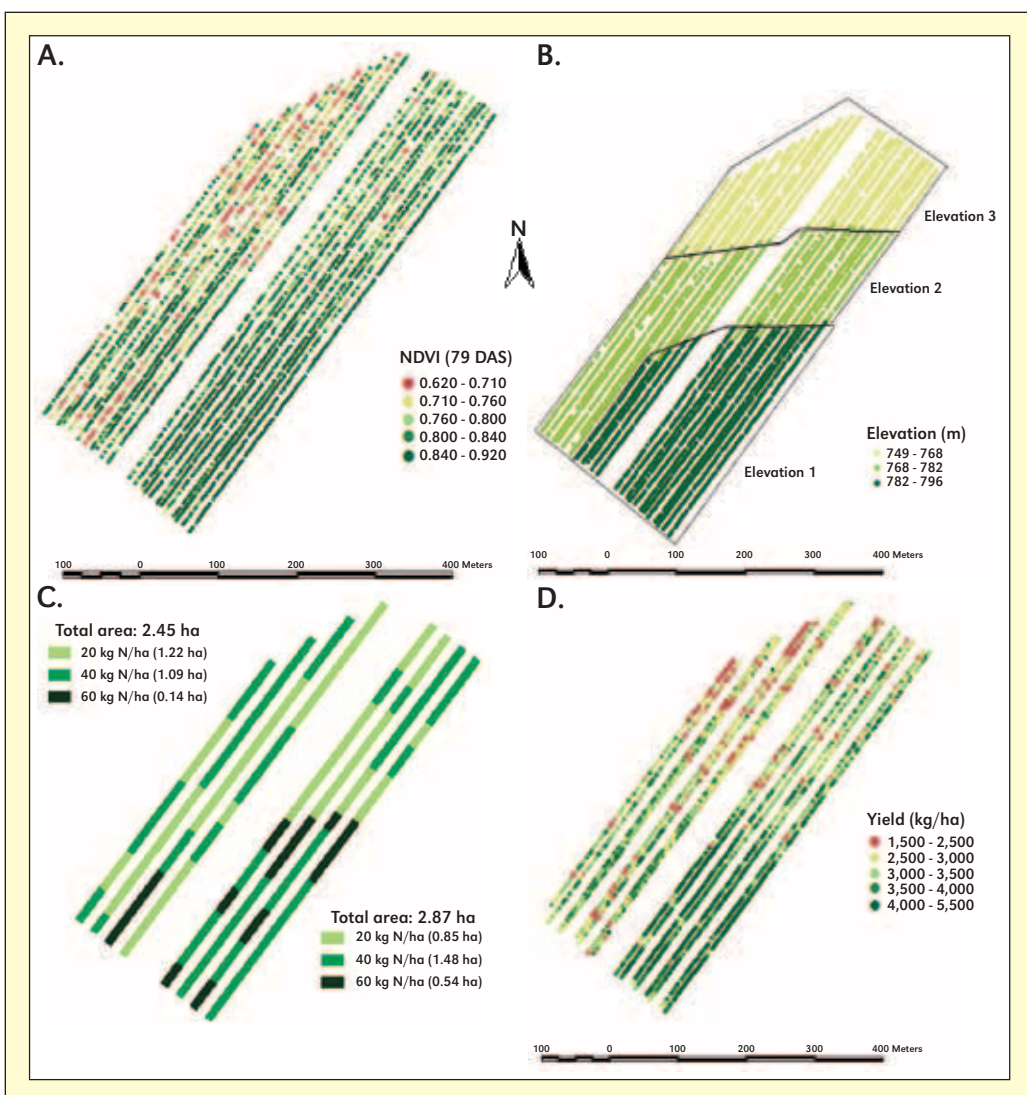 A.
NDVI (79 DAS)
0.620 - 0.710
0.710 - 0.760
0.760 - 0.800
0.800 - 0.840
0.840 - 0.920
100 0 100 200 300 400 Meters
N
B.
Elevation 3
Elevation 2
Elevation 1
Elevation (m)
749 - 768
768 - 782
782 - 796
100 0 100 200 300 400 Meters
C.
Total area: 2.45 ha
20 kg N/ha (1.22 ha)
40 kg N/ha (1.09 ha)
60 kg N/ha (0.14 ha)
Total area: 2.87 ha
20 kg N/ha (0.85 ha)
40 kg N/ha (1.48 ha)
60 kg N/ha (0.54 ha)
D.
Yield (kg/ha)
1,500 - 2,500
2,500 - 3,000
3,000 - 3,500
3,500 - 4,000
4,000 - 5,500
100 0 100 200 300 400 Meters